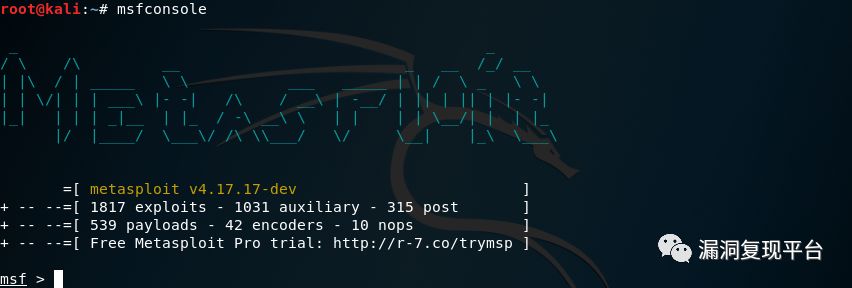 root@kali:~# msfconsole
METASPLOIT
=[ metasploit v4.17.17-dev ]
+ -- --=[ 1817 exploits - 1031 auxiliary - 315 post ]
+ -- --=[ 539 payloads - 42 encoders - 10 nops ]
+ -- --=[ Free Metasploit Pro trial: http://r-7.co/trymsp ]
msf >
漏洞复现平台